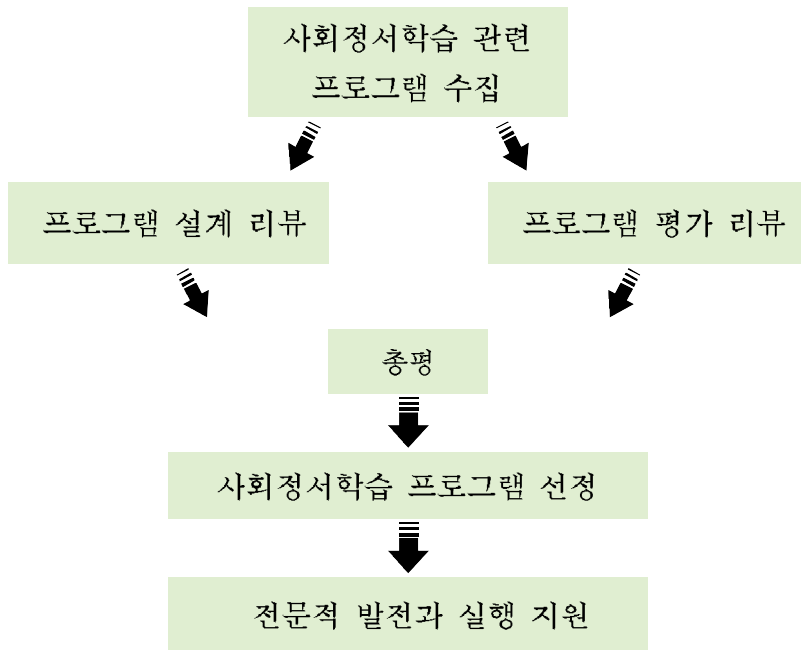 사회정서학습 관련
프로그램 수집
프로그램 설계 리뷰
프로그램 평가 리뷰
총평
사회정서학습 프로그램 선정
전문적 발전과 실행 지원